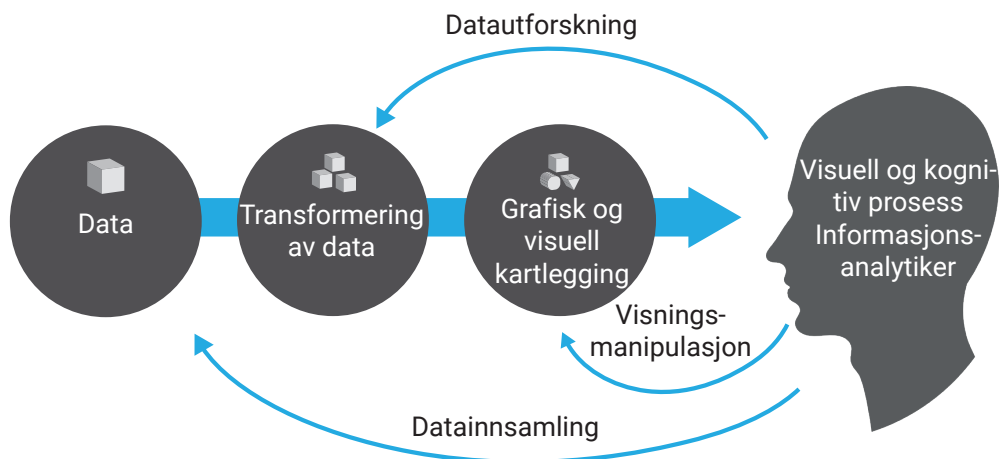 Datautforskning
Data
Transformering
av data
Grafisk og
visuell
kartlegging
Visuell og kogni-
tiv prosess
Informasjons-
analytiker
Visnings-
manipulasjon
Datainnsamling